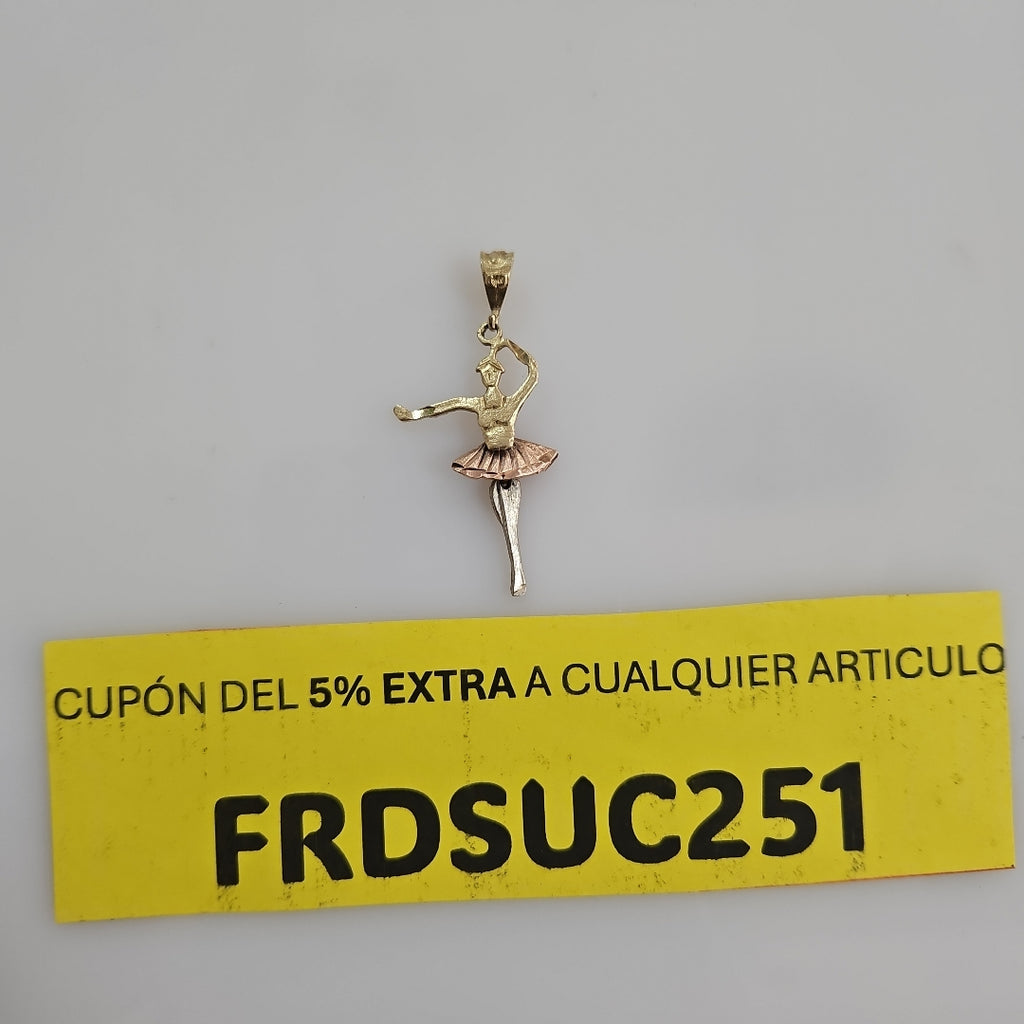 CUPÓN DEL 5% EXTRA A CUALQUIER ARTICULO
FRDSUC251